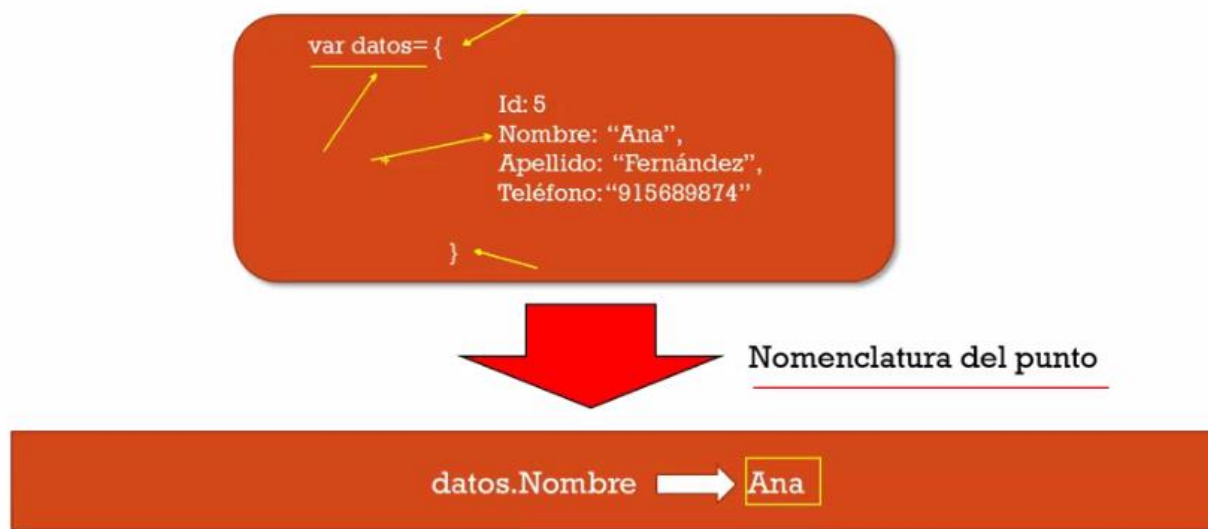 var datos= {
Id: 5
Nombre: “Ana”,
Apellido: “Fernández”,
Teléfono:“915689874”
}
Nomenclatura del punto
datos.Nombre Ana